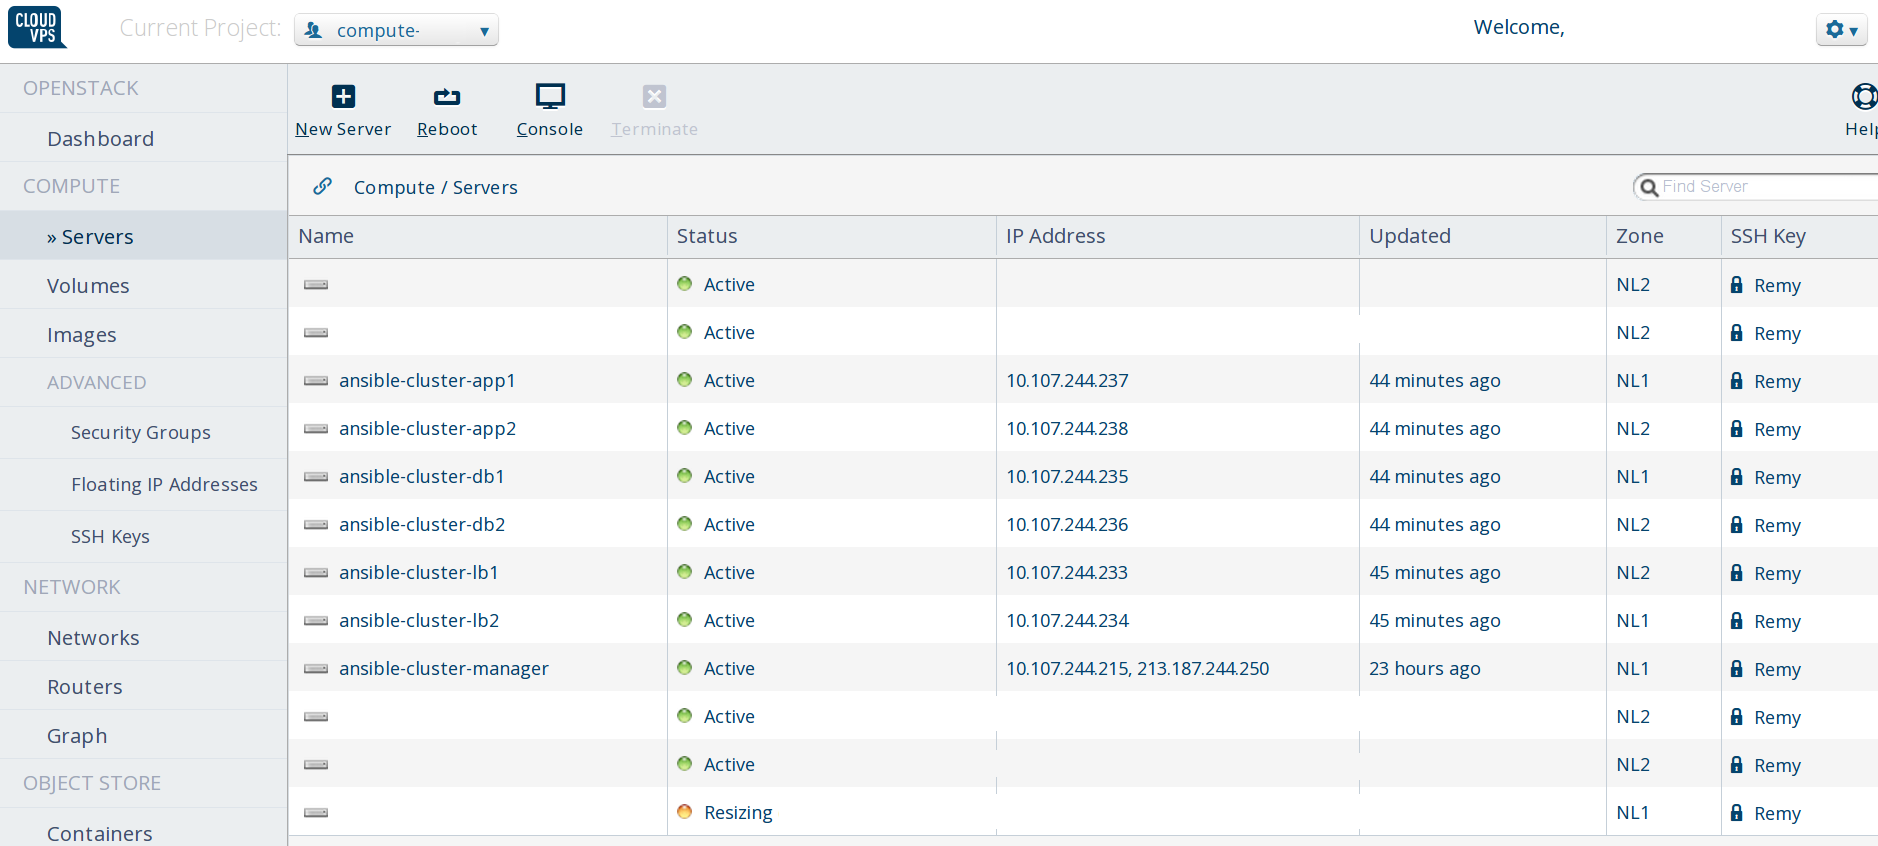 CLOUD
VPS
Current Project:
compute-
Welcome,
OPENSTACK
Dashboard
COMPUTE
» Servers
Volumes
Images
ADVANCED
Security Groups
Floating IP Addresses
SSH Keys
NETWORK
Networks
Routers
Graph
OBJECT STORE
Containers
New Server Reboot Console Terminate Help
Compute / Servers
Find Server
Name Status IP Address Updated Zone SSH Key
Active NL2 Remy
Active NL2 Remy
ansible-cluster-app1 Active 10.107.244.237 44 minutes ago NL1 Remy
ansible-cluster-app2 Active 10.107.244.238 44 minutes ago NL2 Remy
ansible-cluster-db1 Active 10.107.244.235 44 minutes ago NL1 Remy
ansible-cluster-db2 Active 10.107.244.236 44 minutes ago NL2 Remy
ansible-cluster-lb1 Active 10.107.244.233 45 minutes ago NL2 Remy
ansible-cluster-lb2 Active 10.107.244.234 45 minutes ago NL1 Remy
ansible-cluster-manager Active 10.107.244.215, 213.187.244.250 23 hours ago NL1 Remy
Active NL2 Remy
Active NL2 Remy
Resizing NL1 Remy